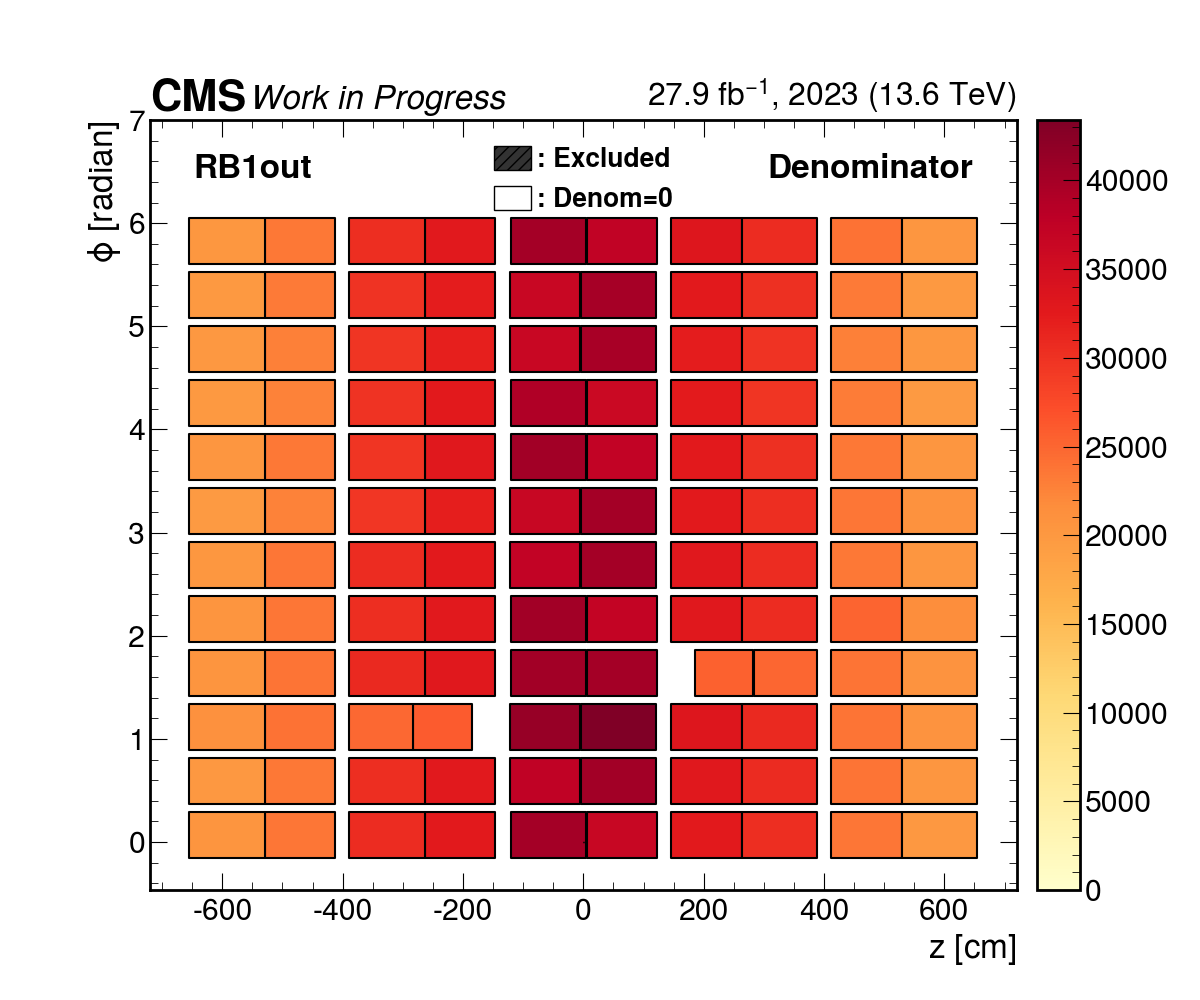 CMS Work in Progress 27.9 fb⁻¹, 2023 (13.6 TeV)
RB1out : Excluded Denominator
: Denom=0
ϕ [radian]
7
6
5
4
3
2
1
0
-600 -400 -200 0 200 400 600
z [cm]
40000
35000
30000
25000
20000
15000
10000
5000
0